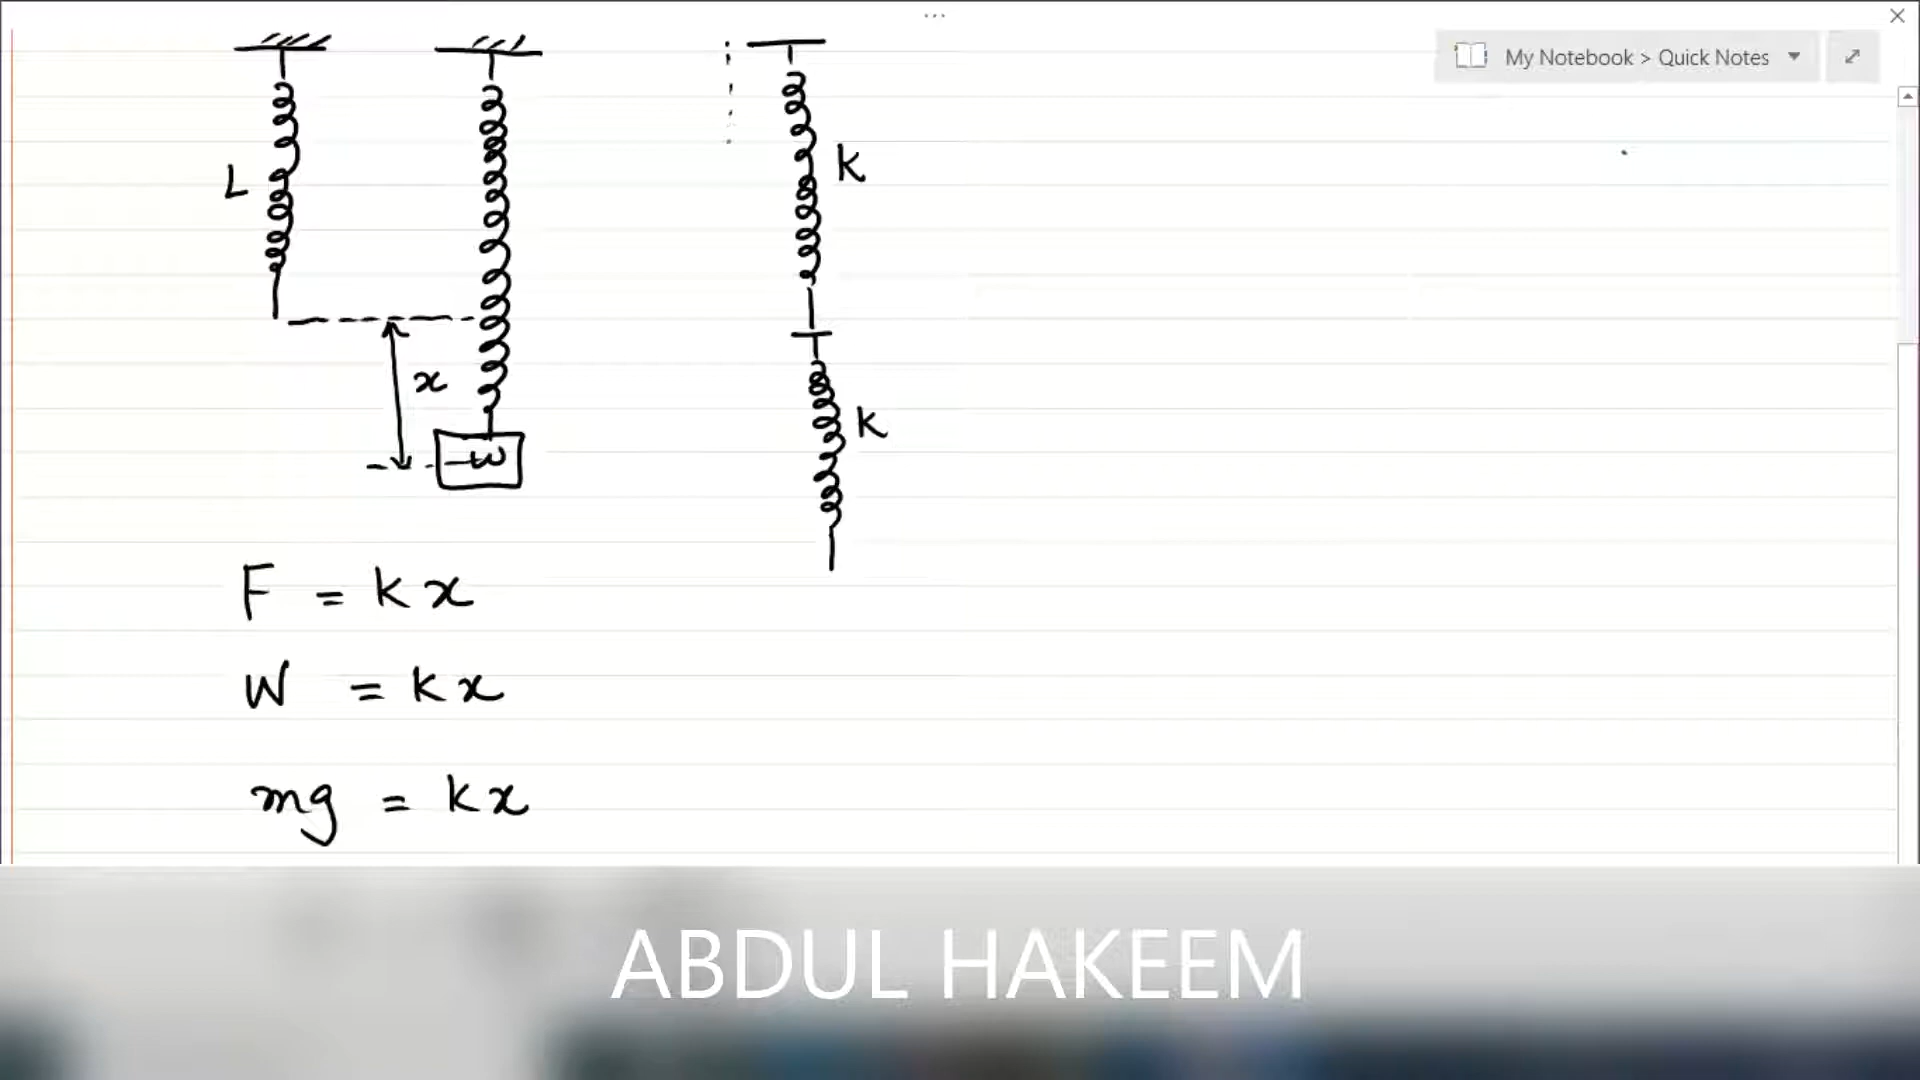 My Notebook > Quick Notes
L
x
W
K
K
F = kx
W = kx
mg = kx
ABDUL HAKEEM